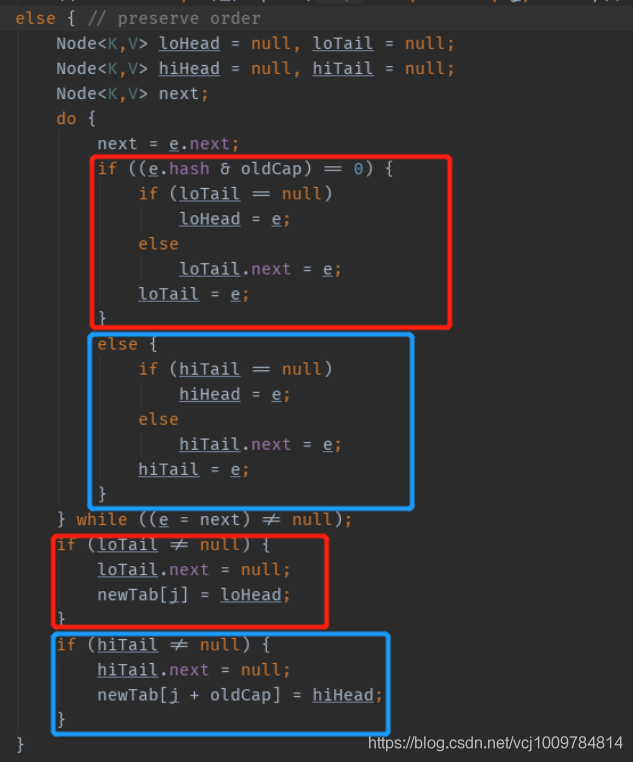 else { // preserve order
Node<K,V> loHead = null, loTail = null;
Node<K,V> hiHead = null, hiTail = null;
Node<K,V> next;
do {
next = e.next;
if ((e.hash & oldCap) == 0) {
if (loTail == null)
loHead = e;
else
loTail.next = e;
loTail = e;
}
else {
if (hiTail == null)
hiHead = e;
else
hiTail.next = e;
hiTail = e;
}
} while ((e = next) ≠ null);
if (loTail ≠ null) {
loTail.next = null;
newTab[j] = loHead;
}
if (hiTail ≠ null) {
hiTail.next = null;
newTab[j + oldCap] = hiHead;
}
}
https://blog.csdn.net/vcj1009784814